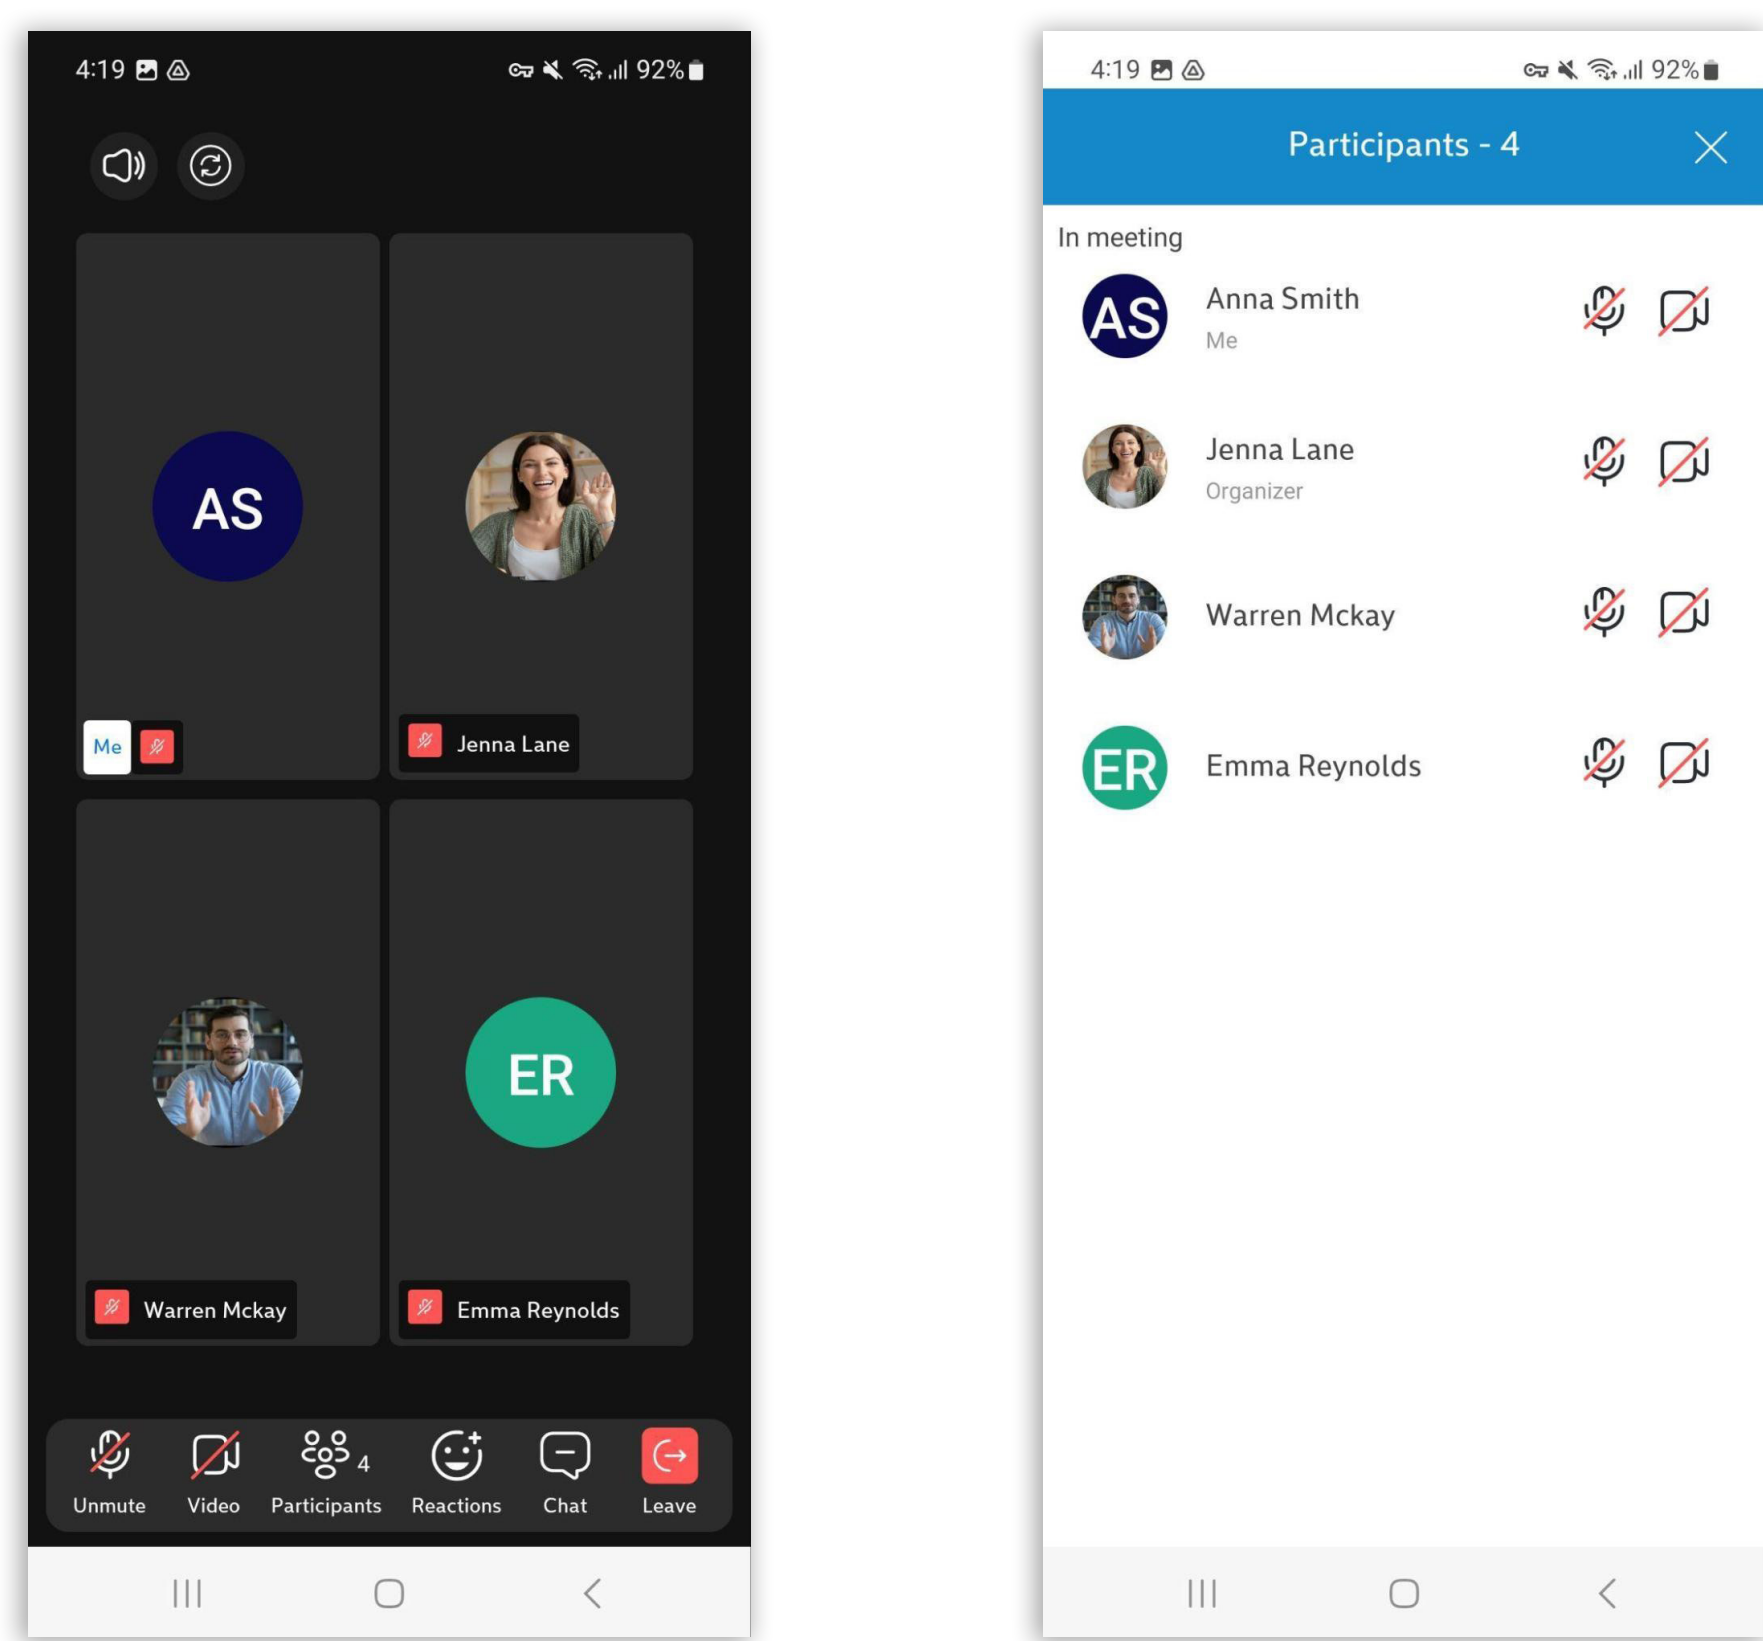 4:19
92%
AS
Me
Jenna Lane
ER
Warren Mckay
Emma Reynolds
4
Unmute
Video
Participants
Reactions
Chat
Leave
4:19
92%
Participants - 4
In meeting
AS
Anna Smith
Me
Jenna Lane
Organizer
Warren Mckay
ER
Emma Reynolds